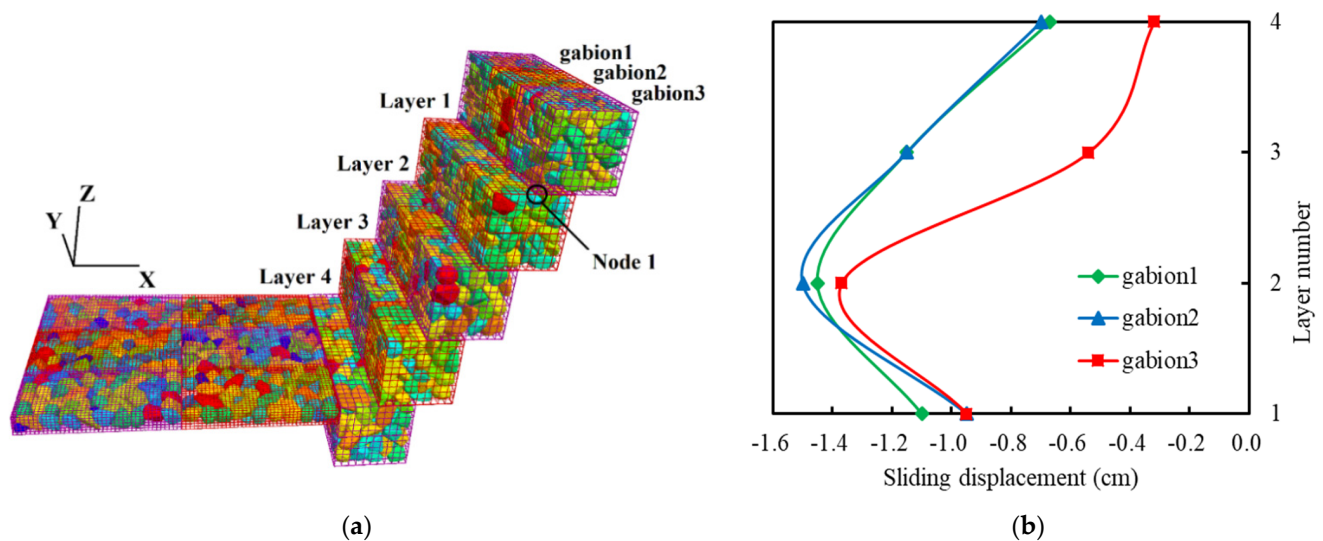 gabion1
gabion2
gabion3
Layer 1
Layer 2
Layer 3
Layer 4
Node 1
Z
Y
X
(a)
4
3
2
1
Layer number
gabion1
gabion2
gabion3
-1.6 -1.4 -1.2 -1.0 -0.8 -0.6 -0.4 -0.2 0.0
Sliding displacement (cm)
(b)